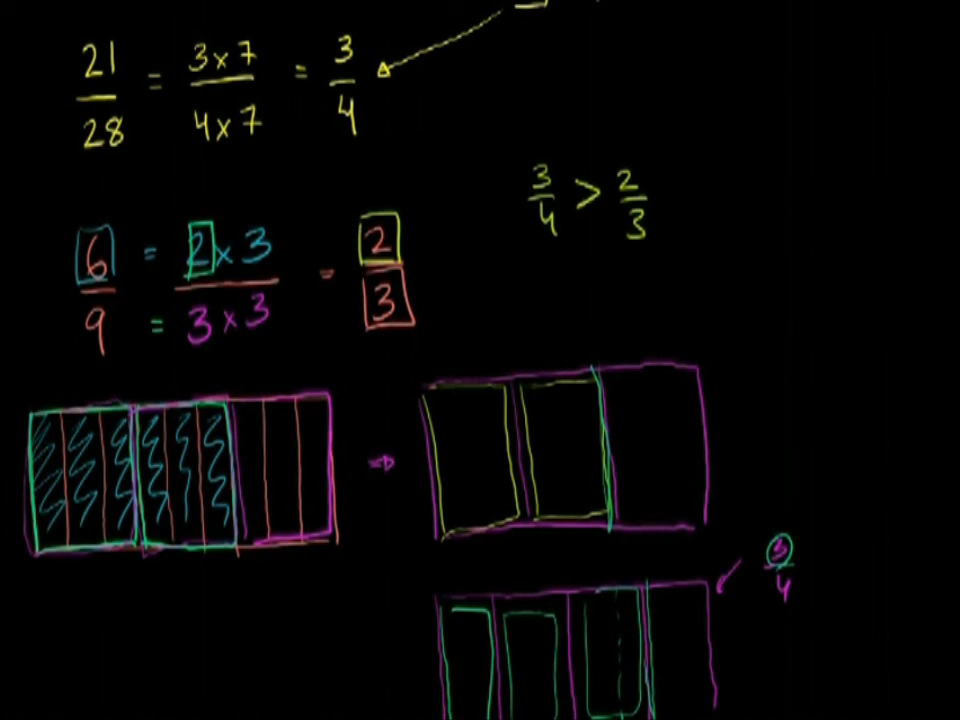 21/28 = 3 x 7/4 x 7 = 3/4
3/4 > 2/3
6/9 = 2 x 3/3 x 3 = 2/3
=
⇒
3/4